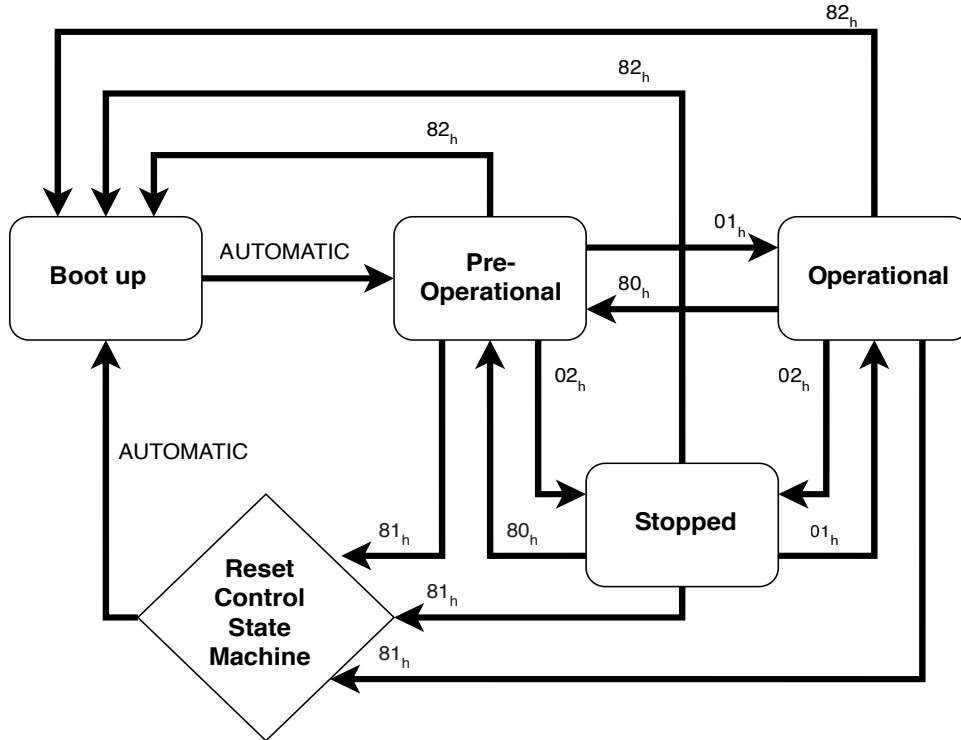 82h
82h
82h
01h
AUTOMATIC
Boot up
Pre-
Operational
Operational
80h
02h
02h
AUTOMATIC
Stopped
81h
80h
01h
Reset
Control
State
Machine
81h
81h